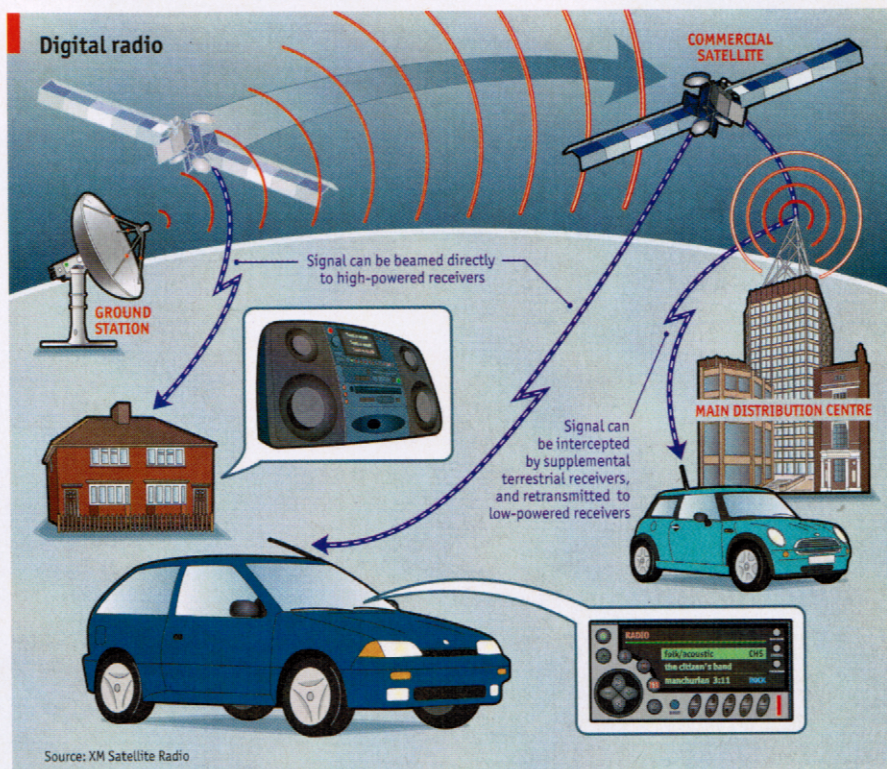 Digital radio
COMMERCIAL
SATELLITE
GROUND
STATION
Signal can be beamed directly
to high-powered receivers
MAIN DISTRIBUTION CENTRE
Signal can
be intercepted
by supplemental
terrestrial receivers,
and retransmitted to
low-powered receivers
RADIO
folk/acoustic CH5
the citizen's band
manchurian 3:11
Source: XM Satellite Radio